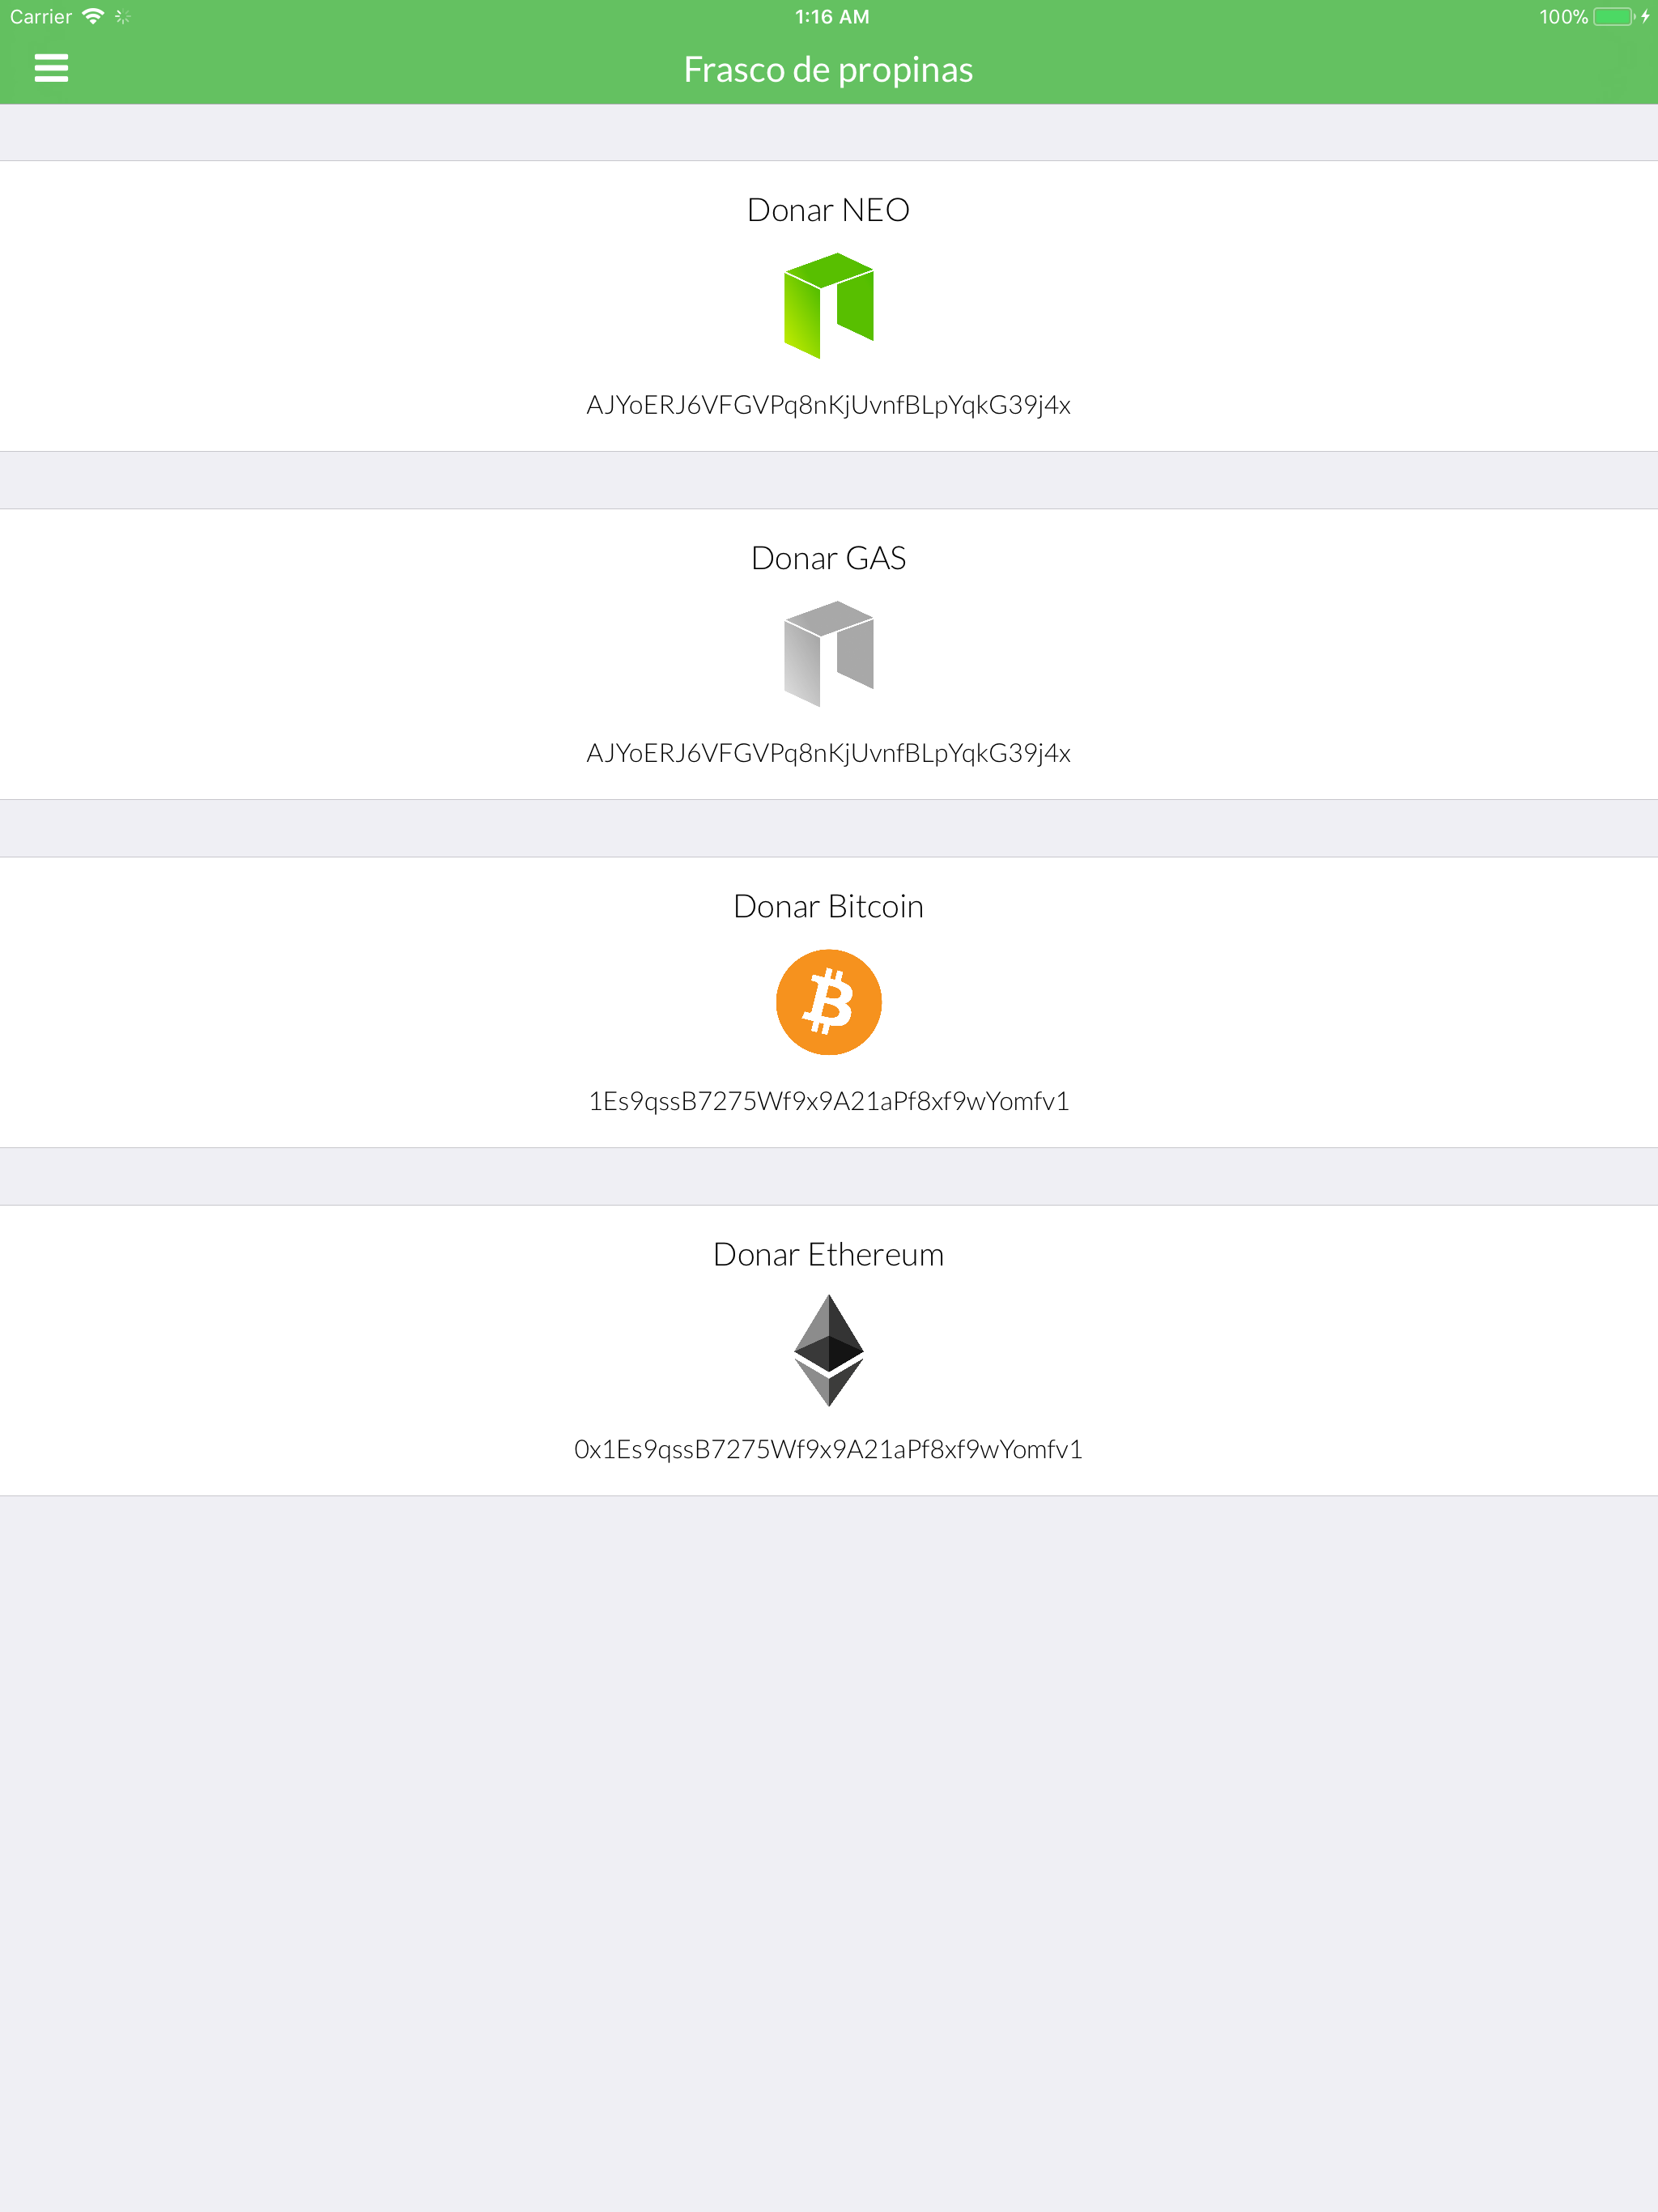 Carrier 1:16 AM 100%
Frasco de propinas
Donar NEO
AJYoERJ6VFGVPq8nKjUvnfBLpYqkG39j4x
Donar GAS
AJYoERJ6VFGVPq8nKjUvnfBLpYqkG39j4x
Donar Bitcoin
1Es9qssB7275Wf9x9A21aPf8xf9wYomfv1
Donar Ethereum
0x1Es9qssB7275Wf9x9A21aPf8xf9wYomfv1